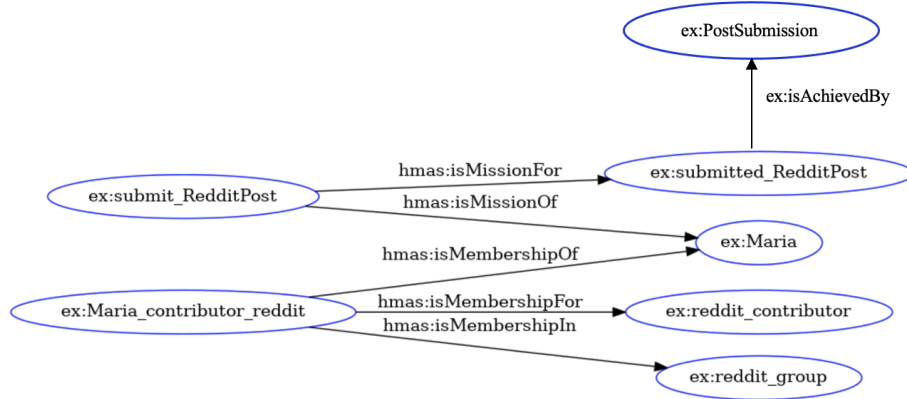 ex:PostSubmission
ex:isAchievedBy
hmas:isMissionFor
ex:submitted_RedditPost
ex:submit_RedditPost
hmas:isMissionOf
ex:Maria
hmas:isMembershipOf
ex:Maria_contributor_reddit
hmas:isMembershipFor
ex:reddit_contributor
hmas:isMembershipIn
ex:reddit_group